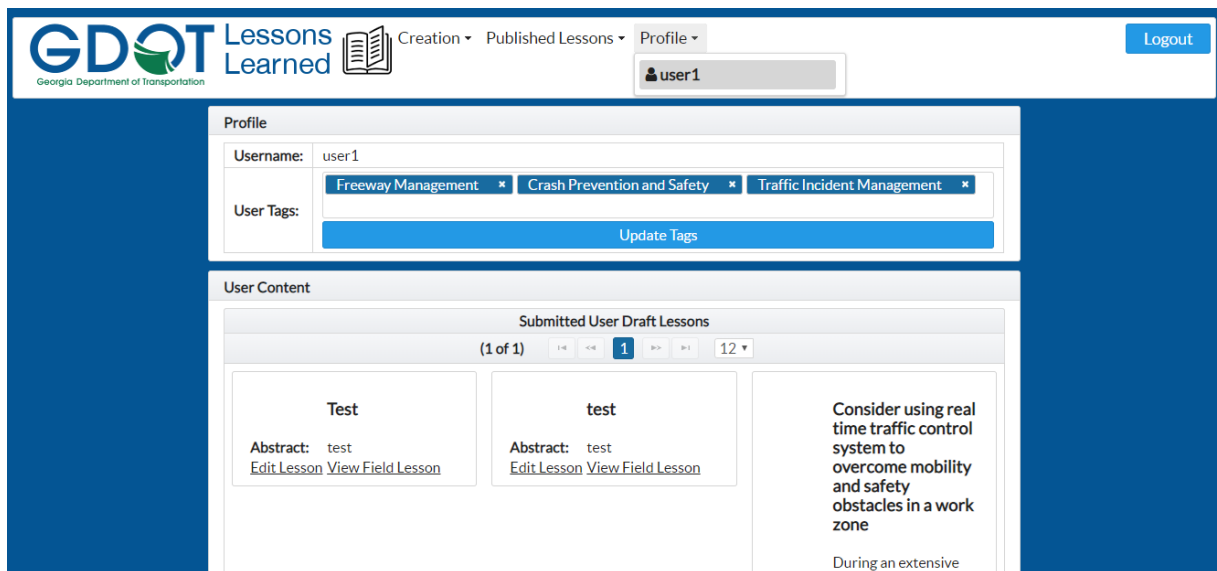 GDOT
Georgia Department of Transportation
Lessons
Learned
Creation Published Lessons Profile
user1
Logout
Profile
Username: user1
User Tags:
Freeway Management × Crash Prevention and Safety × Traffic Incident Management ×
Update Tags
User Content
Submitted User Draft Lessons
(1 of 1) 1 12
Test
Abstract: test
Edit Lesson View Field Lesson
test
Abstract: test
Edit Lesson View Field Lesson
Consider using real
time traffic control
system to
overcome mobility
and safety
obstacles in a work
zone
During an extensive